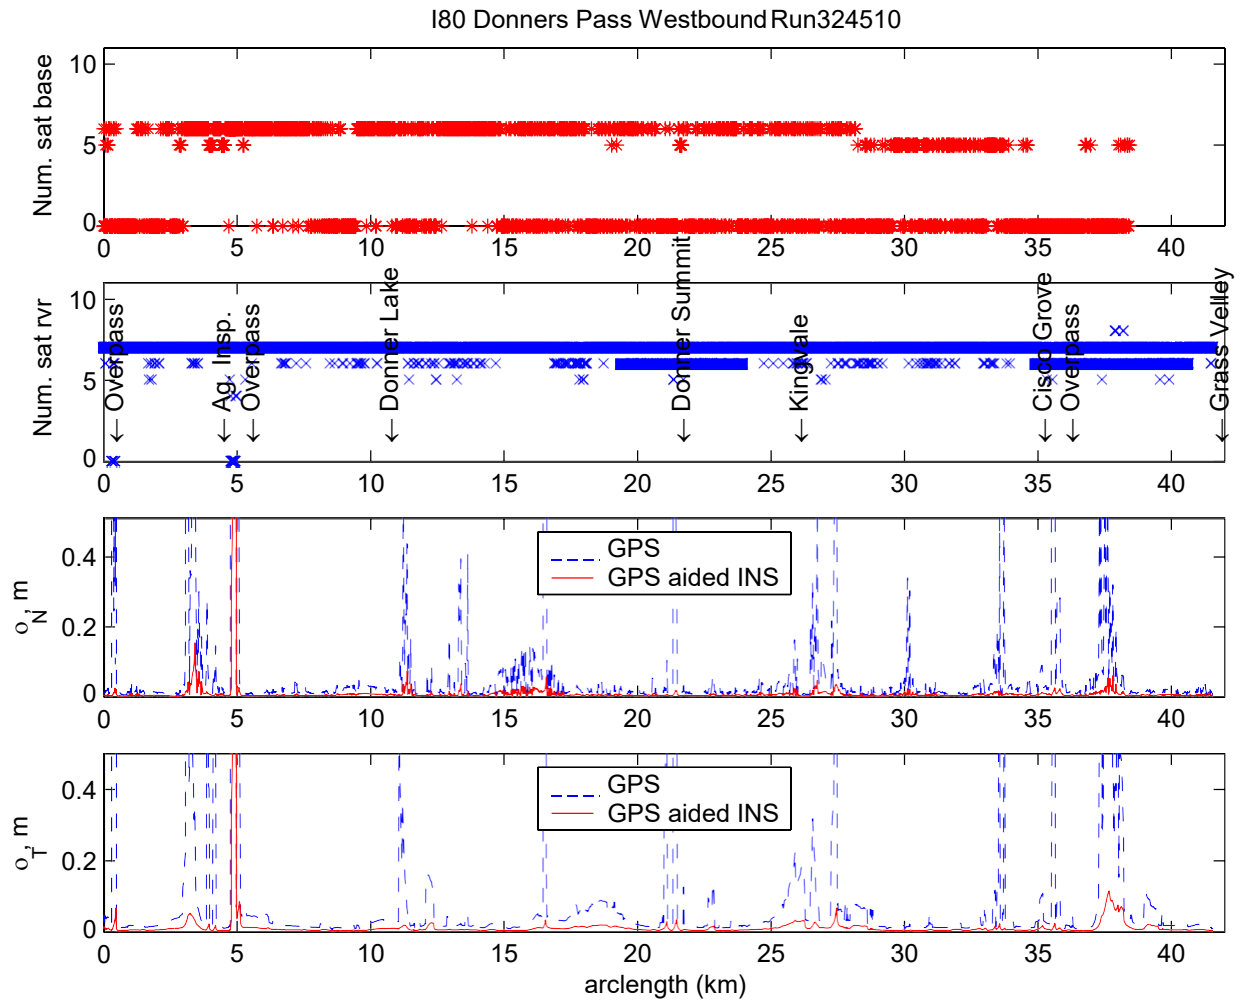 I80 Donners Pass Westbound Run324510
Num. sat base
10
5
0
0 5 10 15 20 25 30 35 40
Num. sat rvr
10
5
0
← Overpass
← Ag. Insp.
← Overpass
← Donner Lake
← Donner Summit
← Kingvale
← Cisco Grove
← Overpass
← Grass Velley
0 5 10 15 20 25 30 35 40
σN, m
0.4
0.2
0
GPS
GPS aided INS
0 5 10 15 20 25 30 35 40
σT, m
0.4
0.2
0
GPS
GPS aided INS
0 5 10 15 20 25 30 35 40
arclength (km)